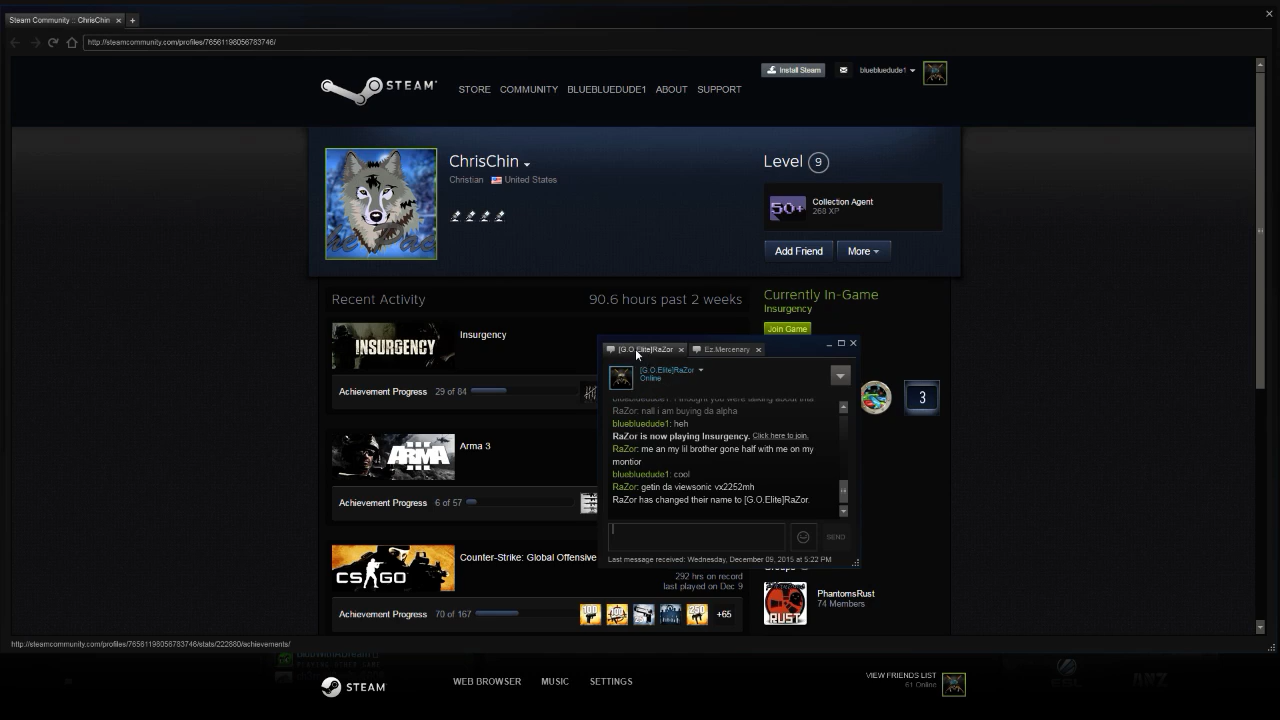 Steam Community :: ChrisChin
http://steamcommunity.com/profiles/76561198056783746/
Install Steam
bluebluedude1
STEAM
STORE COMMUNITY BLUEBLUEDUDE1 ABOUT SUPPORT
ChrisChin
Christian United States
Level 9
50+
Collection Agent
268 XP
Add Friend
More
Recent Activity
90.6 hours past 2 weeks
Currently In-Game
Insurgency
Join Game
INSURGENCY
Insurgency
Achievement Progress 29 of 84
3
ARMA III
Arma 3
Achievement Progress 6 of 57
CS GO
Counter-Strike: Global Offensive
292 hrs on record
last played on Dec 9
Achievement Progress 70 of 167
+65
RUST
PhantomsRust
74 Members
[G.O.Elite]RaZor
Ez.Mercenary
[G.O.Elite]RaZor
Online
RaZor: nall i am buying da alpha
bluebluedude1: heh
RaZor is now playing Insurgency. Click here to join.
RaZor: me an my lil brother gone half with me on my
montior
bluebluedude1: cool
RaZor: getin da viewsonic vx2252mh
RaZor has changed their name to [G.O.Elite]RaZor.
SEND
Last message received: Wednesday, December 09, 2015 at 5:22 PM
http://steamcommunity.com/profiles/76561198056783746/stats/222880/achievements/
STEAM
WEB BROWSER MUSIC SETTINGS
VIEW FRIENDS LIST
61 Online